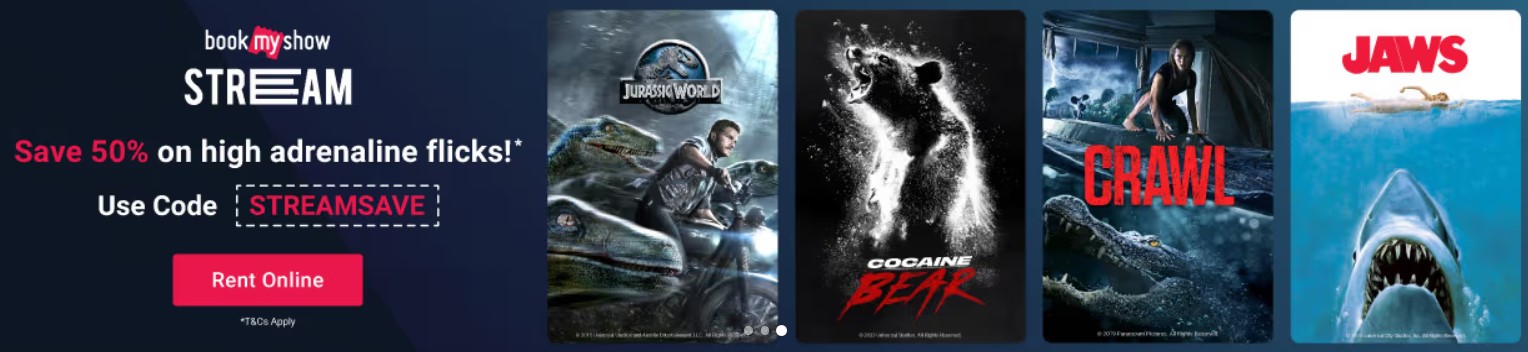 book my show
STREAM
Save 50% on high adrenaline flicks!*
Use Code STREAMSAVE
Rent Online
*T&Cs Apply
JURASSIC WORLD
COCAINE
BEAR
CRAWL
JAWS